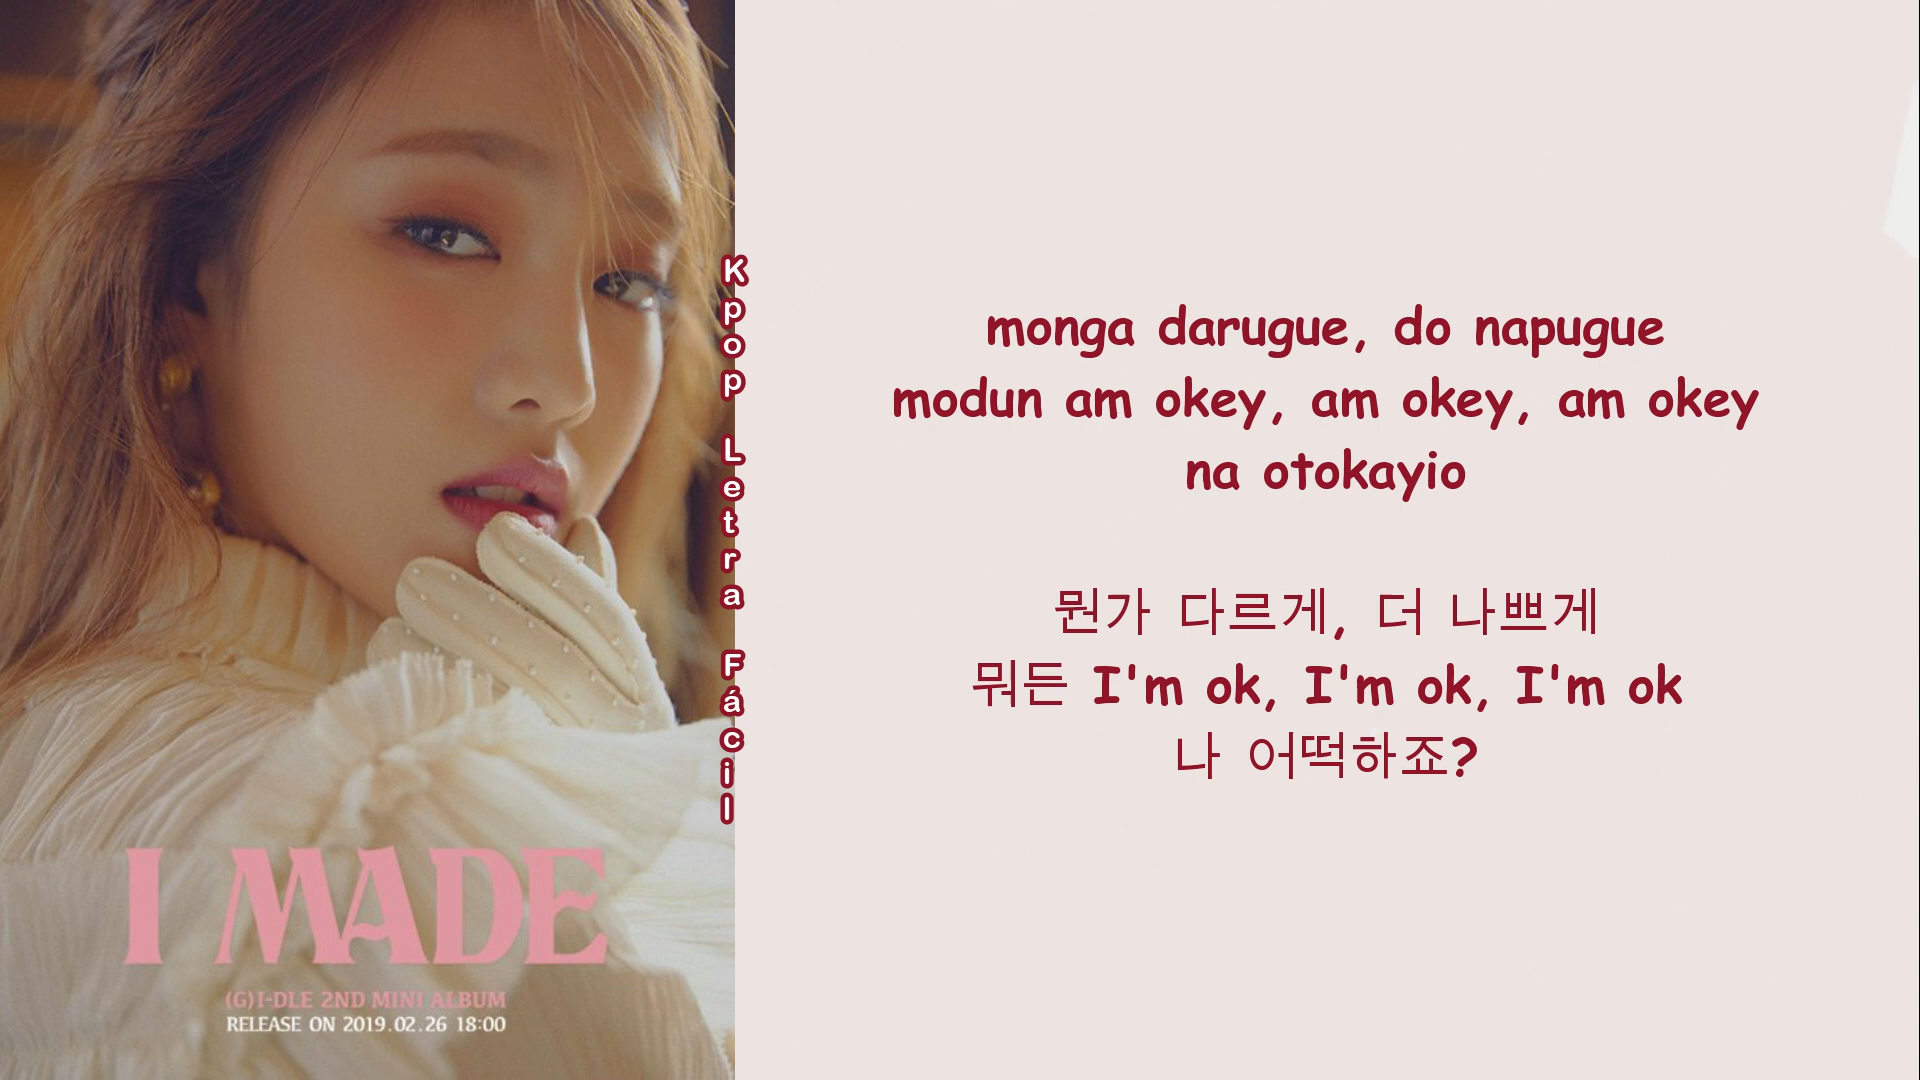 I MADE
(G)I-DLE 2ND MINI ALBUM
RELEASE ON 2019.02.26 18:00
Kpop Letra Fácil
monga darugue, do napugue
modun am okey, am okey, am okey
na otokayio
뭔가 다르게, 더 나쁘게
뭐든 I'm ok, I'm ok, I'm ok
나 어떡하죠?